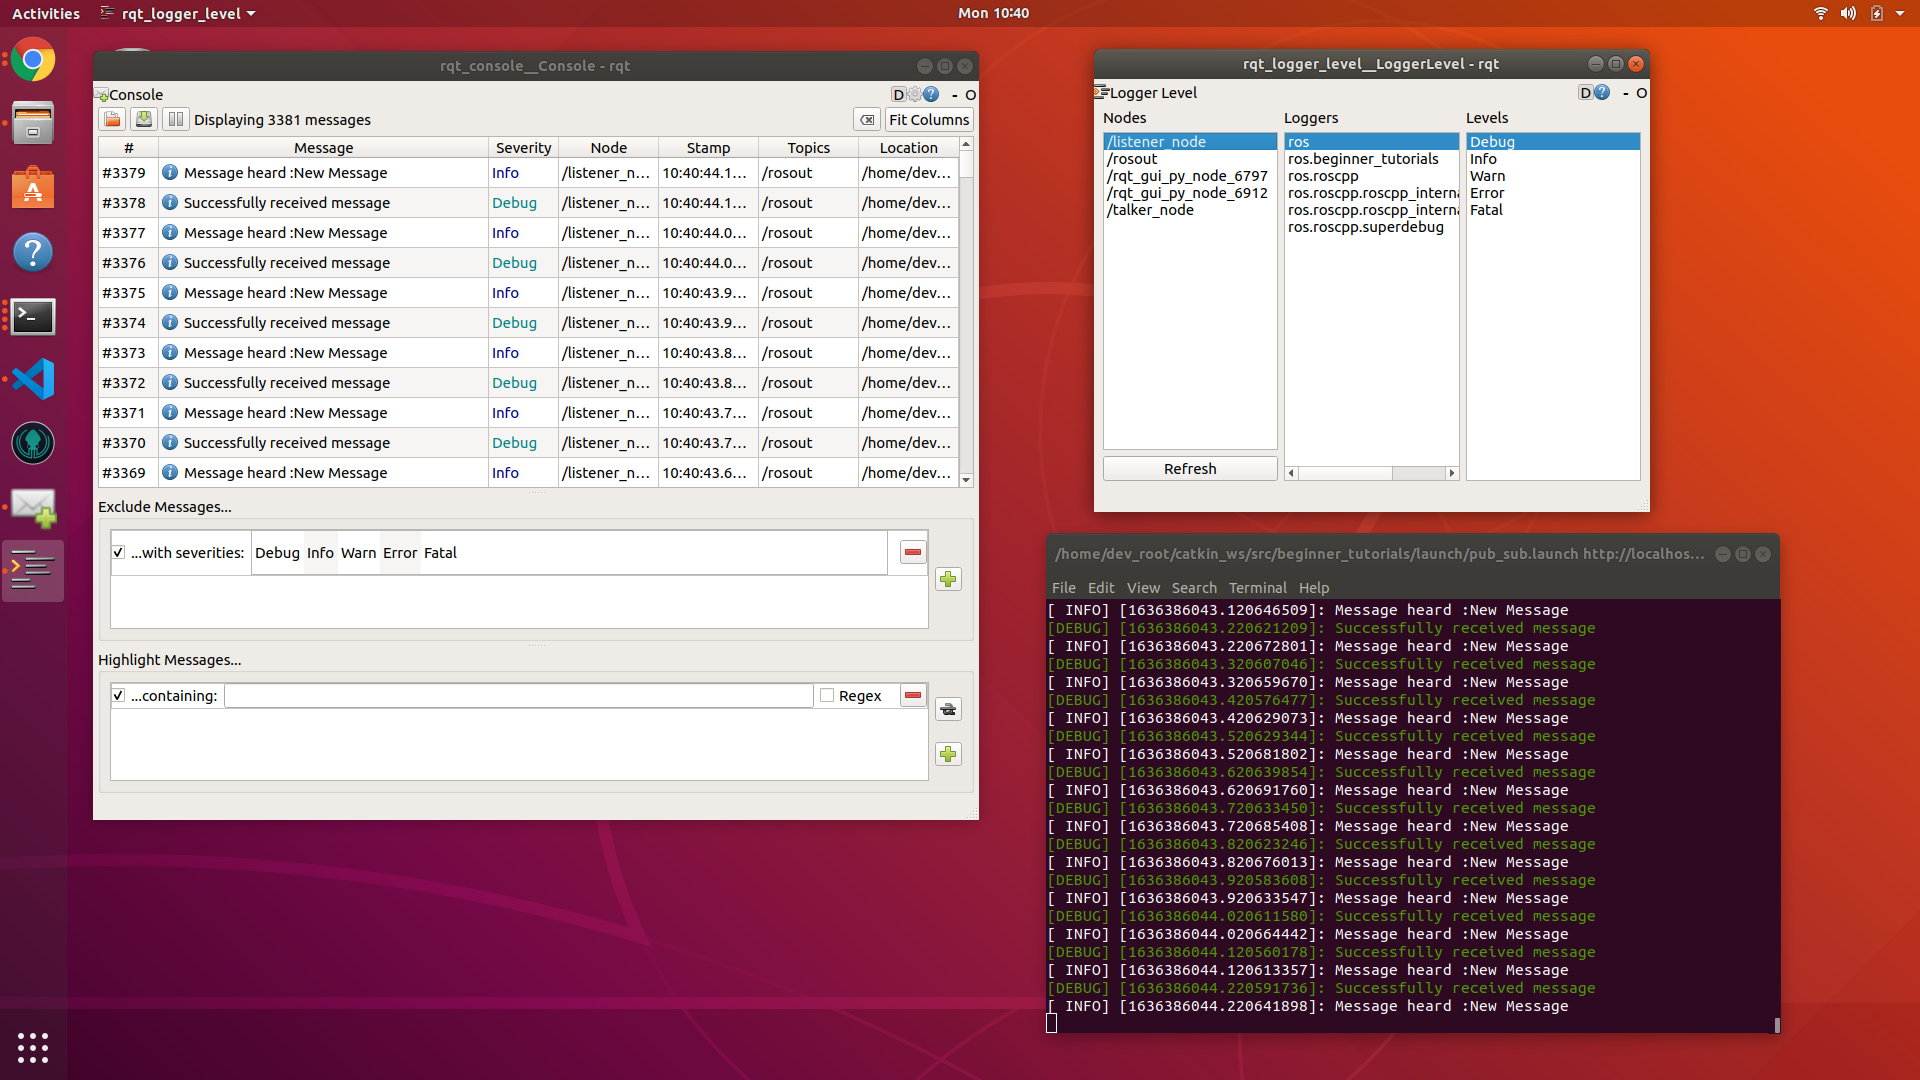 Activities rqt_logger_level Mon 10:40
rqt_console__Console - rqt
Console D - O
Displaying 3381 messages Fit Columns
# Message Severity Node Stamp Topics Location
#3379 Message heard :New Message Info /listener_n... 10:40:44.1... /rosout /home/dev...
#3378 Successfully received message Debug /listener_n... 10:40:44.1... /rosout /home/dev...
#3377 Message heard :New Message Info /listener_n... 10:40:44.0... /rosout /home/dev...
#3376 Successfully received message Debug /listener_n... 10:40:44.0... /rosout /home/dev...
#3375 Message heard :New Message Info /listener_n... 10:40:43.9... /rosout /home/dev...
#3374 Successfully received message Debug /listener_n... 10:40:43.9... /rosout /home/dev...
#3373 Message heard :New Message Info /listener_n... 10:40:43.8... /rosout /home/dev...
#3372 Successfully received message Debug /listener_n... 10:40:43.8... /rosout /home/dev...
#3371 Message heard :New Message Info /listener_n... 10:40:43.7... /rosout /home/dev...
#3370 Successfully received message Debug /listener_n... 10:40:43.7... /rosout /home/dev...
#3369 Message heard :New Message Info /listener_n... 10:40:43.6... /rosout /home/dev...
Exclude Messages...
...with severities: Debug Info Warn Error Fatal
Highlight Messages...
...containing: Regex
rqt_logger_level__LoggerLevel - rqt
Logger Level D - O
Nodes Loggers Levels
/listener_node ros Debug
/rosout ros.beginner_tutorials Info
/rqt_gui_py_node_6797 ros.roscpp Warn
/rqt_gui_py_node_6912 ros.roscpp.roscpp_interna Error
/talker_node ros.roscpp.roscpp_interna Fatal
ros.roscpp.superdebug
Refresh
/home/dev_root/catkin_ws/src/beginner_tutorials/launch/pub_sub.launch http://localhos...
File Edit View Search Terminal Help
[ INFO] [1636386043.120646509]: Message heard :New Message
[DEBUG] [1636386043.220621209]: Successfully received message
[ INFO] [1636386043.220672801]: Message heard :New Message
[DEBUG] [1636386043.320607046]: Successfully received message
[ INFO] [1636386043.320659670]: Message heard :New Message
[DEBUG] [1636386043.420576477]: Successfully received message
[ INFO] [1636386043.420629073]: Message heard :New Message
[DEBUG] [1636386043.520629344]: Successfully received message
[ INFO] [1636386043.520681802]: Message heard :New Message
[DEBUG] [1636386043.620639854]: Successfully received message
[ INFO] [1636386043.620691760]: Message heard :New Message
[DEBUG] [1636386043.720633450]: Successfully received message
[ INFO] [1636386043.720685408]: Message heard :New Message
[DEBUG] [1636386043.820623246]: Successfully received message
[ INFO] [1636386043.820676013]: Message heard :New Message
[DEBUG] [1636386043.920583608]: Successfully received message
[ INFO] [1636386043.920633547]: Message heard :New Message
[DEBUG] [1636386044.020611580]: Successfully received message
[ INFO] [1636386044.020664442]: Message heard :New Message
[DEBUG] [1636386044.120560178]: Successfully received message
[ INFO] [1636386044.120613357]: Message heard :New Message
[DEBUG] [1636386044.220591736]: Successfully received message
[ INFO] [1636386044.220641898]: Message heard :New Message